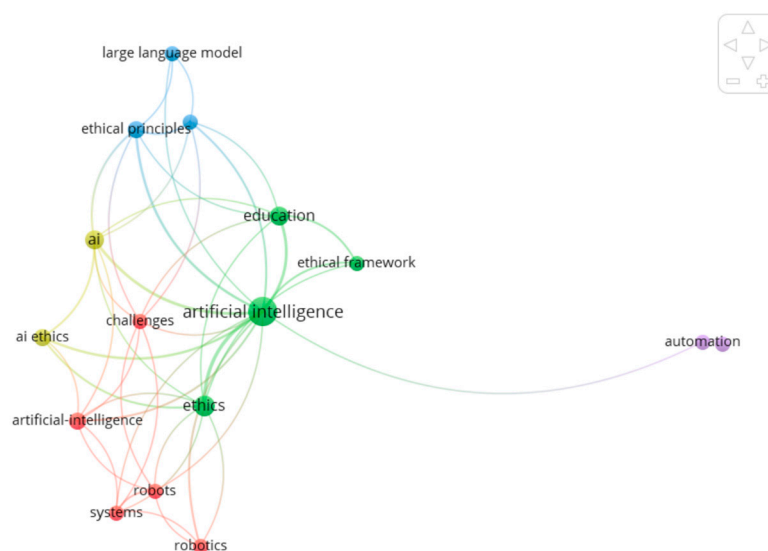 large language model
ethical principles
education
ai
ethical framework
artificial intelligence
challenges
ai ethics
automation
ethics
artificial-intelligence
robots
systems
robotics